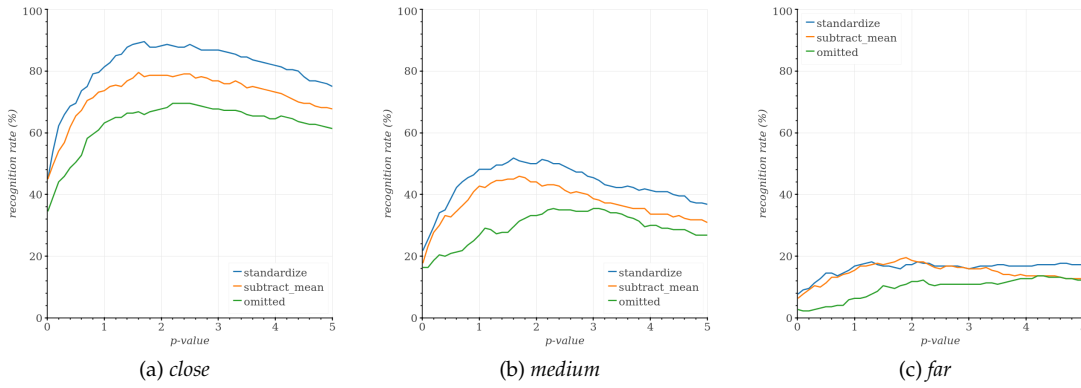 100
80
60
40
20
0
recognition rate (%)
0 1 2 3 4 5
p-value
standardize
subtract_mean
omitted
(a) close
100
80
60
40
20
0
recognition rate (%)
0 1 2 3 4 5
p-value
standardize
subtract_mean
omitted
(b) medium
100
80
60
40
20
0
recognition rate (%)
0 1 2 3 4
p-value
standardize
subtract_mean
omitted
(c) far